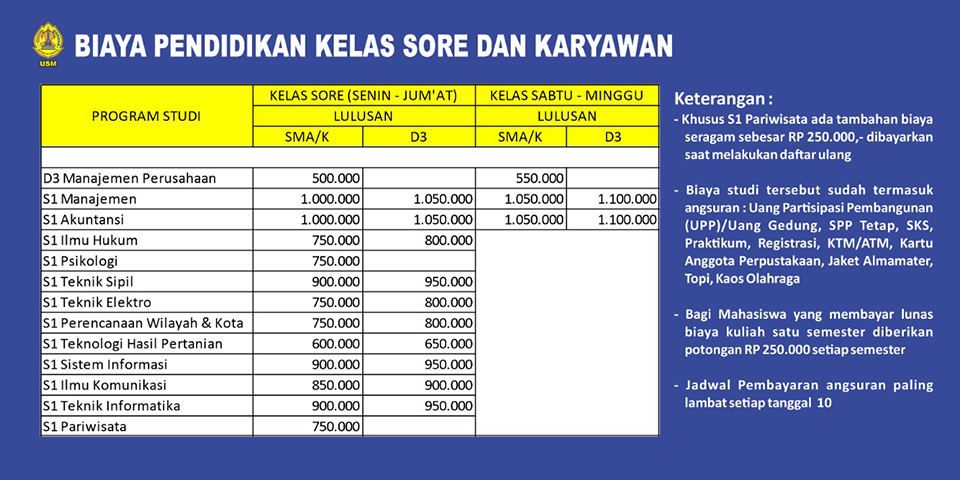 USM
BIAYA PENDIDIKAN KELAS SORE DAN KARYAWAN
PROGRAM STUDI
KELAS SORE (SENIN - JUM'AT) KELAS SABTU - MINGGU
LULUSAN LULUSAN
SMA/K D3 SMA/K D3
D3 Manajemen Perusahaan 500.000 550.000
S1 Manajemen 1.000.000 1.050.000 1.050.000 1.100.000
S1 Akuntansi 1.000.000 1.050.000 1.050.000 1.100.000
S1 Ilmu Hukum 750.000 800.000
S1 Psikologi 750.000
S1 Teknik Sipil 900.000 950.000
S1 Teknik Elektro 750.000 800.000
S1 Perencanaan Wilayah & Kota 750.000 800.000
S1 Teknologi Hasil Pertanian 600.000 650.000
S1 Sistem Informasi 900.000 950.000
S1 Ilmu Komunikasi 850.000 900.000
S1 Teknik Informatika 900.000 950.000
S1 Pariwisata 750.000
Keterangan :
- Khusus S1 Pariwisata ada tambahan biaya
seragam sebesar RP 250.000,- dibayarkan
saat melakukan daftar ulang
- Biaya studi tersebut sudah termasuk
angsuran : Uang Partisipasi Pembangunan
(UPP)/Uang Gedung, SPP Tetap, SKS,
Praktikum, Registrasi, KTM/ATM, Kartu
Anggota Perpustakaan, Jaket Almamater,
Topi, Kaos Olahraga
- Bagi Mahasiswa yang membayar lunas
biaya kuliah satu semester diberikan
potongan RP 250.000 setiap semester
- Jadwal Pembayaran angsuran paling
lambat setiap tanggal 10